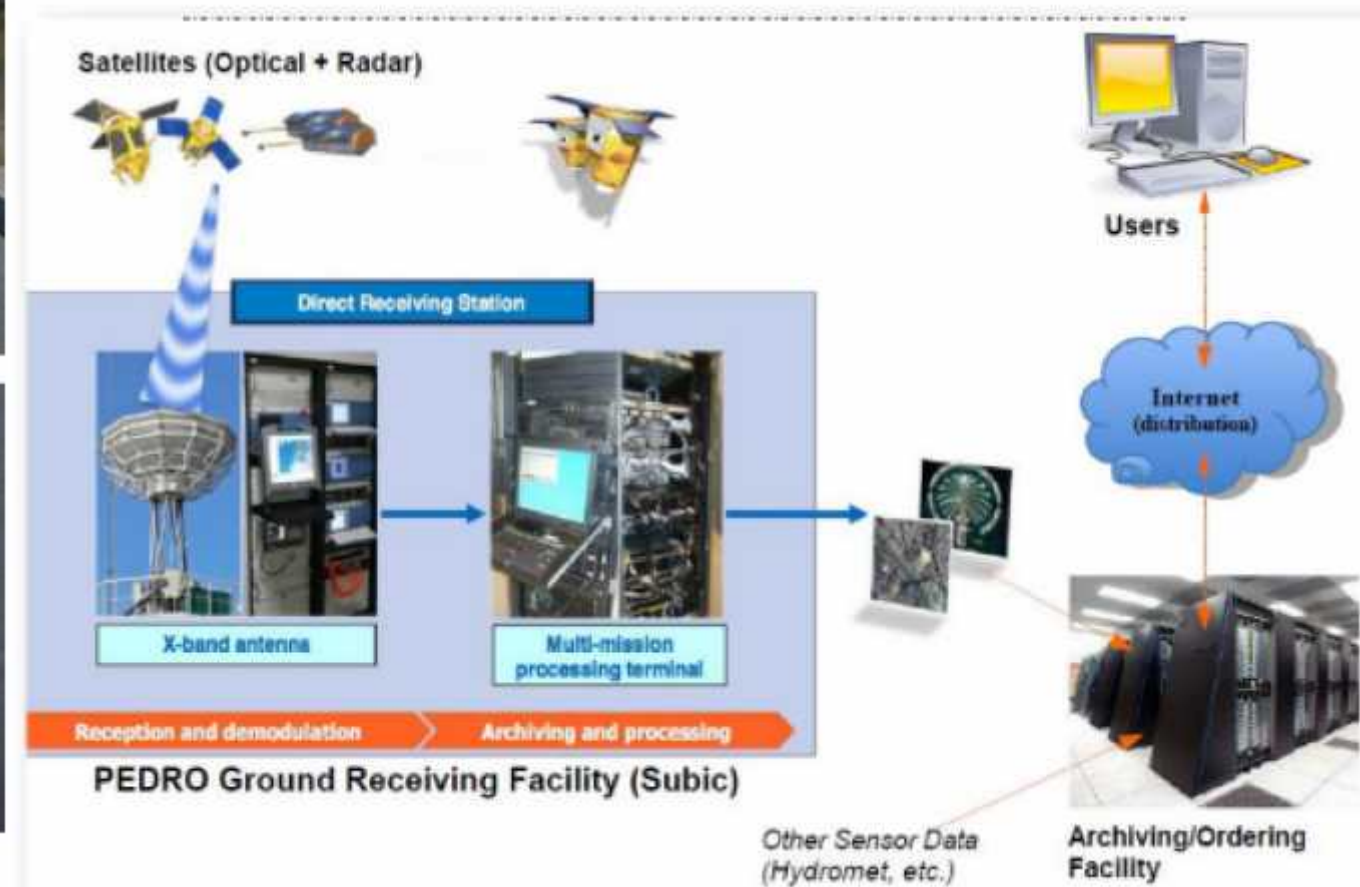 Satellites (Optical + Radar)
Users
Direct Receiving Station
Internet
(distribution)
X-band antenna
Multi-mission
processing terminal
Reception and demodulation
Archiving and processing
PEDRO Ground Receiving Facility (Subic)
Other Sensor Data
(Hydromet, etc.)
Archiving/Ordering
Facility